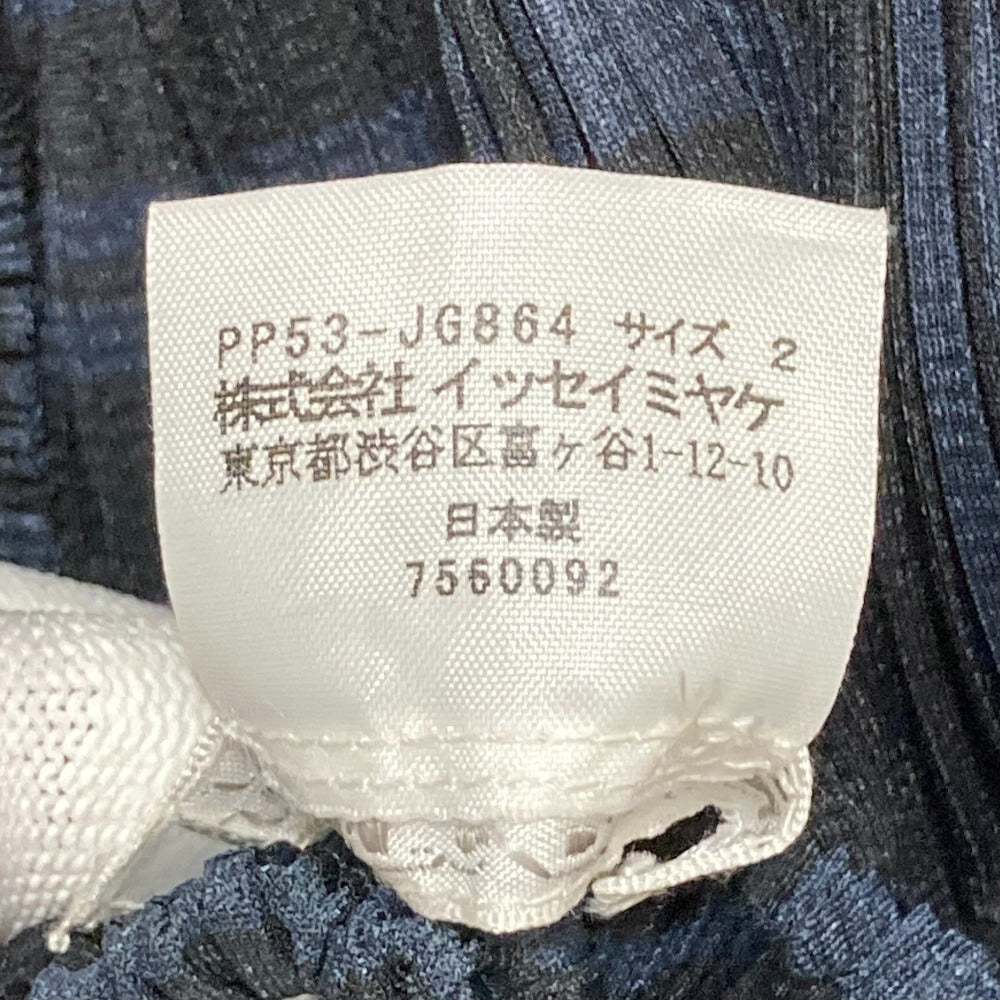 PP53-JG864 サイズ 2
株式会社 イッセイミヤケ
東京都渋谷区富ヶ谷1-12-10
日本製
7560092